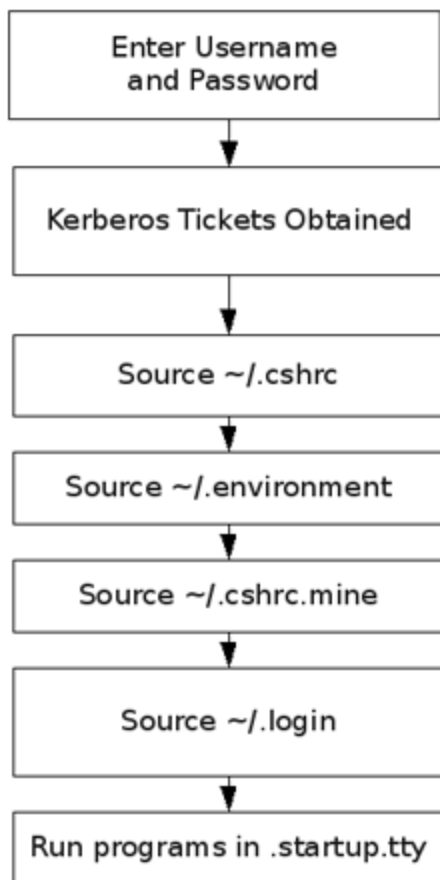 Enter Username
and Password
Kerberos Tickets Obtained
Source ~/.cshrc
Source ~/.environment
Source ~/.cshrc.mine
Source ~/.login
Run programs in .startup.tty